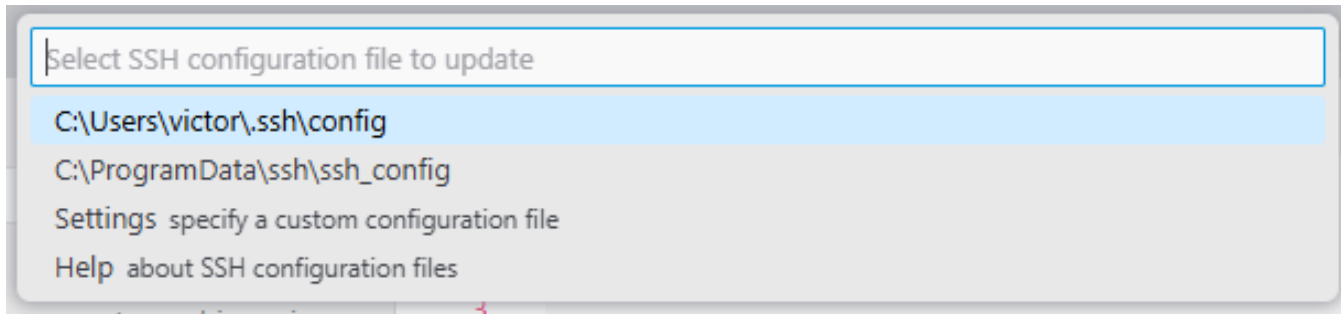 Select SSH configuration file to update
C:\Users\victor\.ssh\config
C:\ProgramData\ssh\ssh_config
Settings specify a custom configuration file
Help about SSH configuration files